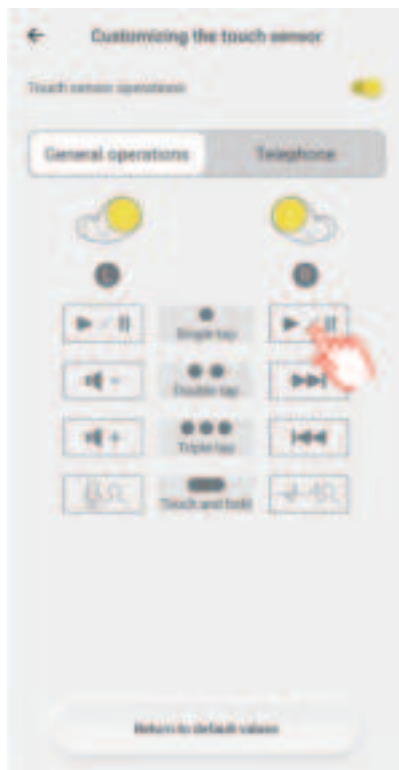 Customizing the touch sensor
Touch sensor operations
General operations Telephone
L R
Single tap
Double tap
Triple tap
Touch and hold
Return to default values